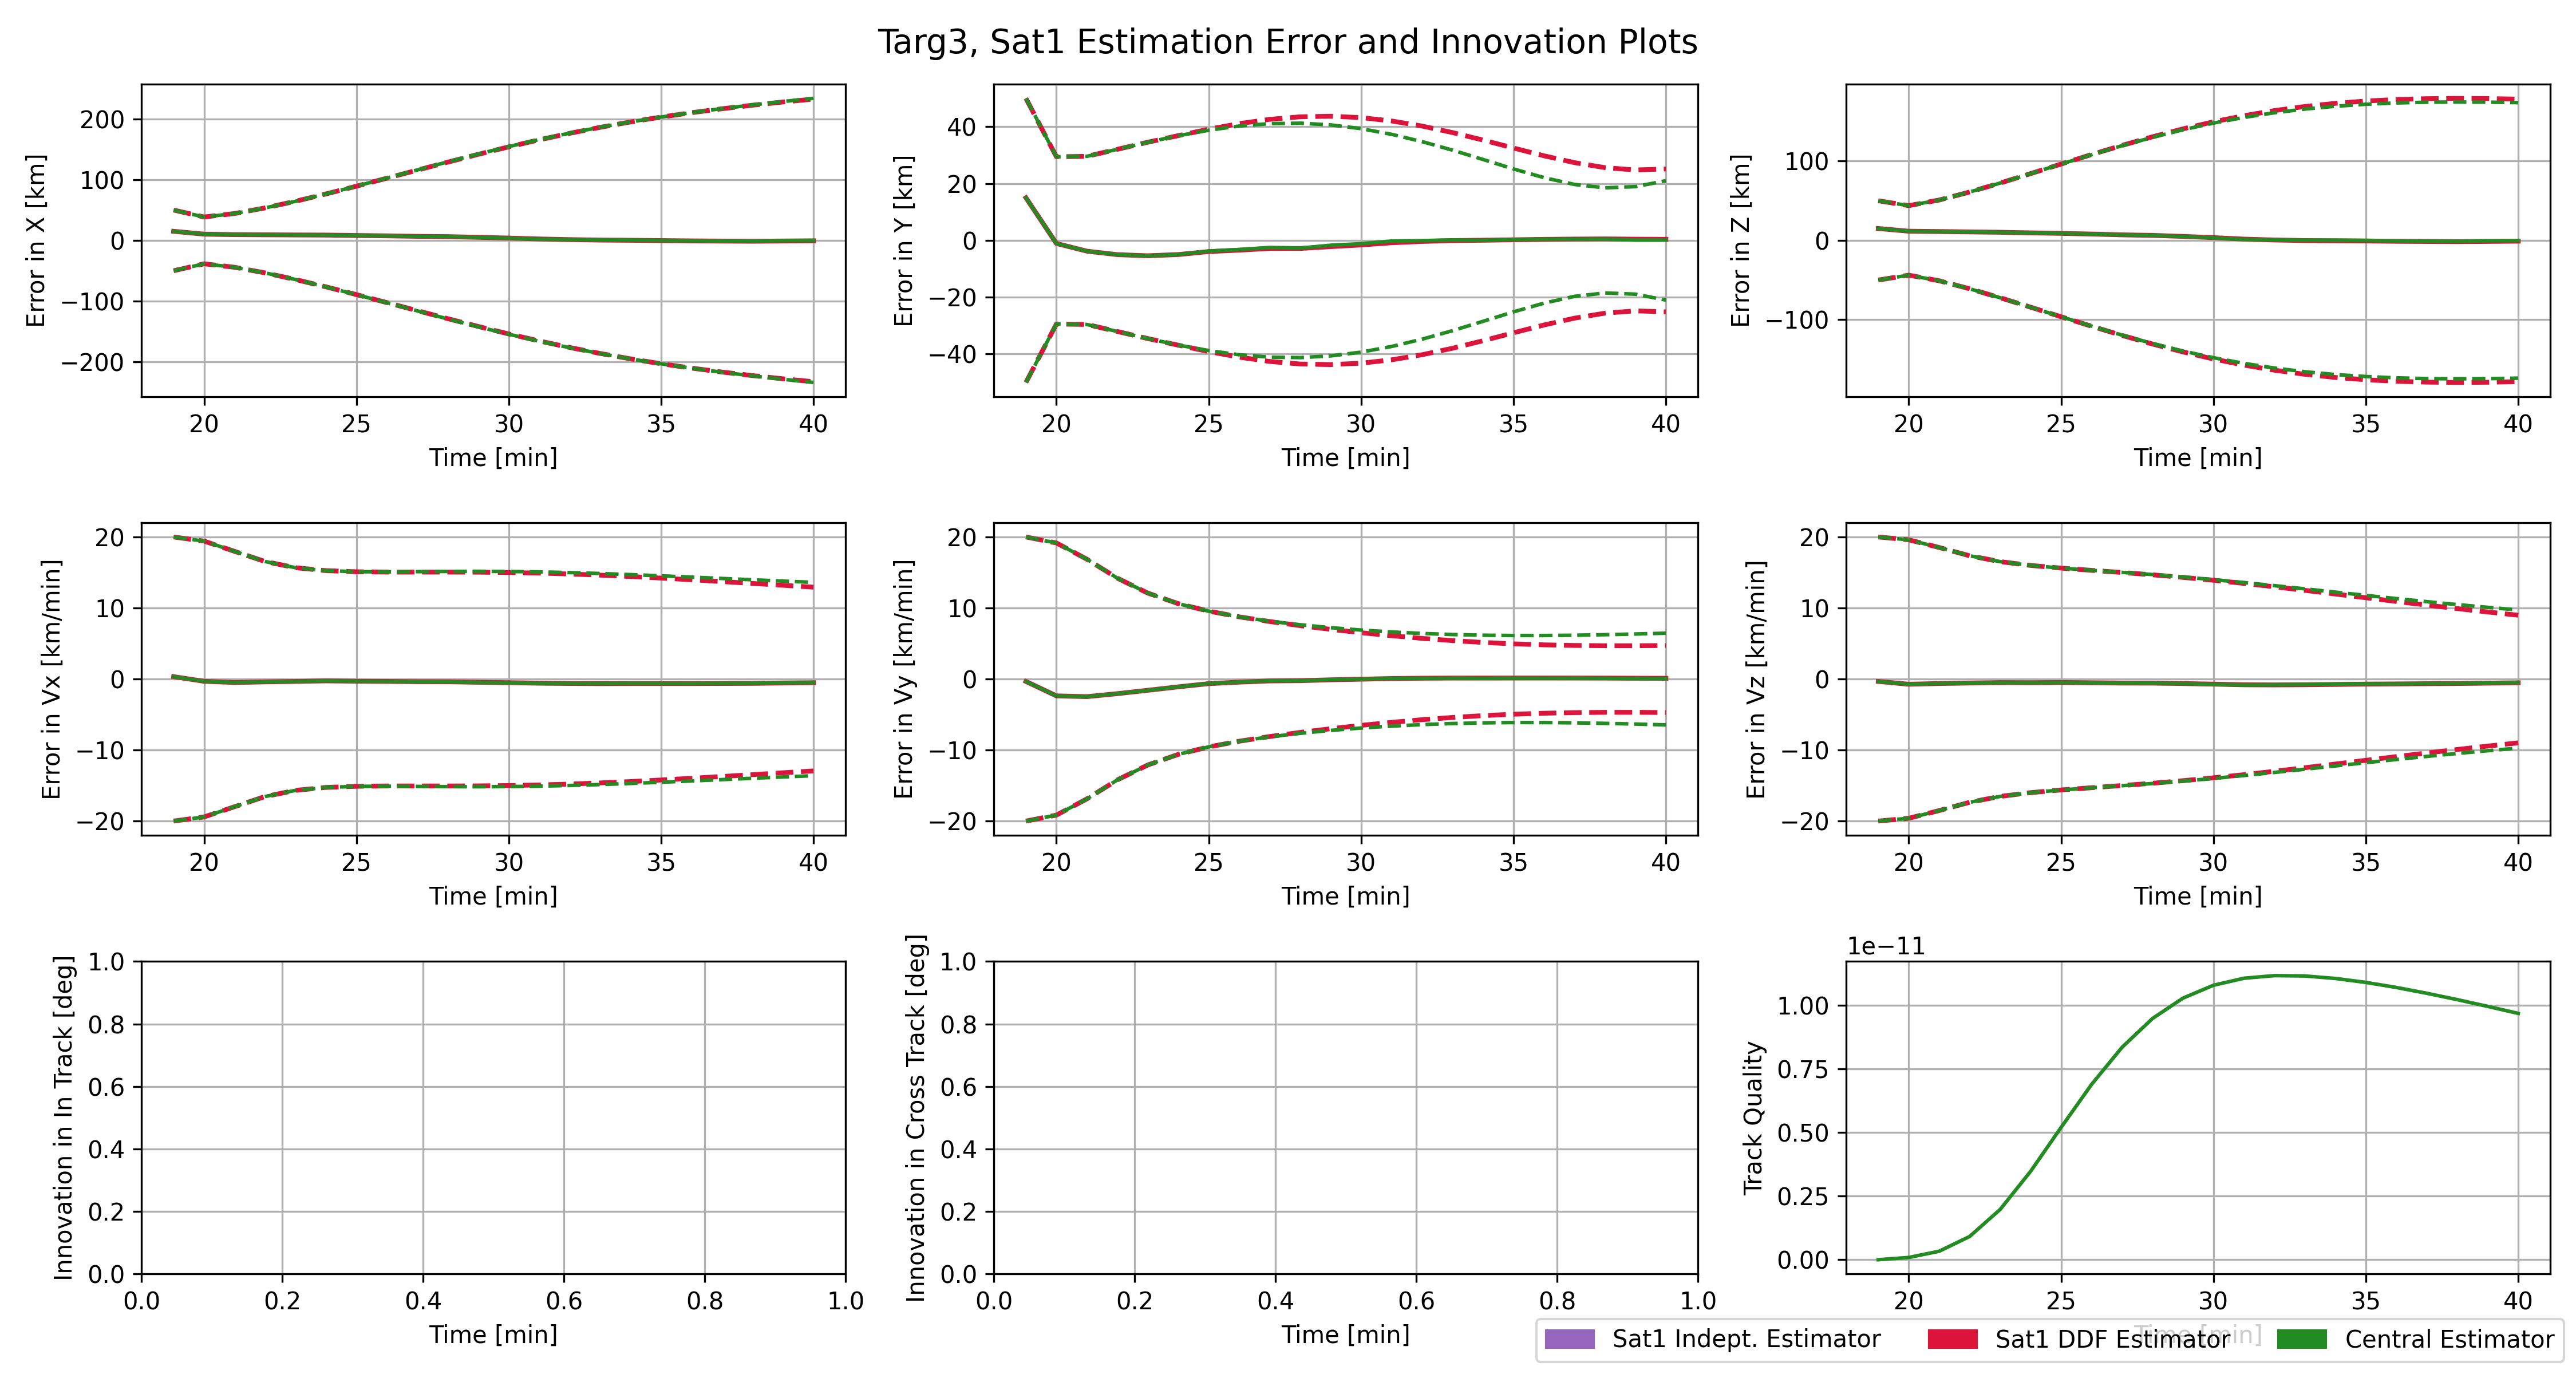 Targ3, Sat1 Estimation Error and Innovation Plots
Error in X [km]
200
100
0
−100
−200
20 25 30 35 40
Time [min]
Error in Y [km]
40
20
0
−20
−40
20 25 30 35 40
Time [min]
Error in Z [km]
100
0
−100
20 25 30 35 40
Time [min]
Error in Vx [km/min]
20
10
0
−10
−20
20 25 30 35 40
Time [min]
Error in Vy [km/min]
20
10
0
−10
−20
20 25 30 35 40
Time [min]
Error in Vz [km/min]
20
10
0
−10
−20
20 25 30 35 40
Time [min]
Innovation in In Track [deg]
1.0
0.8
0.6
0.4
0.2
0.0
0.0 0.2 0.4 0.6 0.8 1.0
Time [min]
Innovation in Cross Track [deg]
1.0
0.8
0.6
0.4
0.2
0.0
0.0 0.2 0.4 0.6 0.8 1.0
Time [min]
1e−11
Track Quality
1.00
0.75
0.50
0.25
0.00
20 25 30 35 40
Time [min]
Sat1 Indept. Estimator Sat1 DDF Estimator Central Estimator